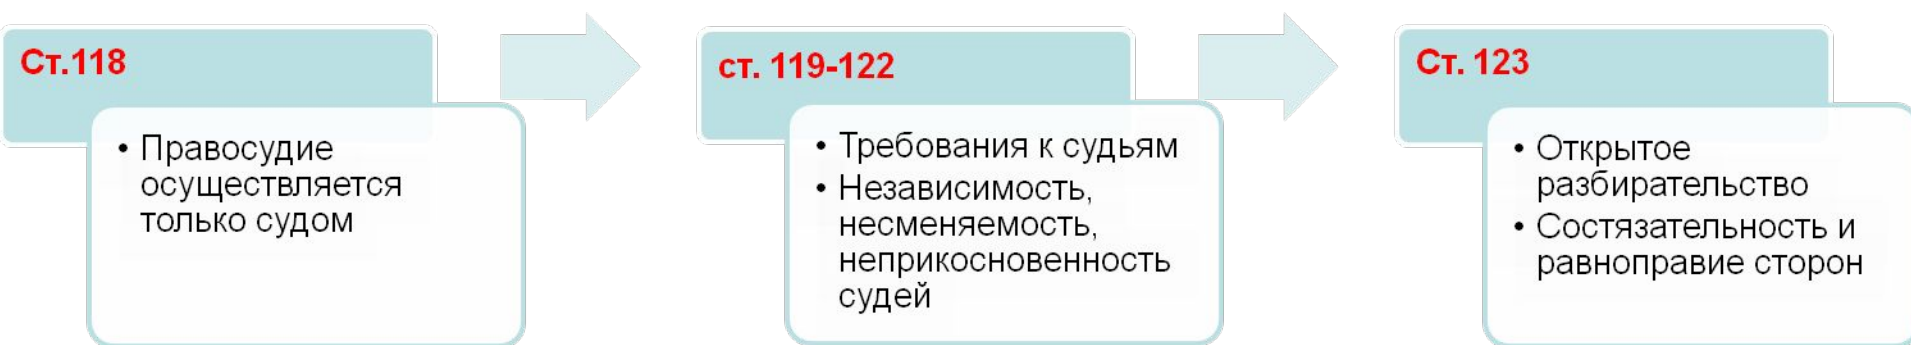 Ст.118
• Правосудие
осуществляется
только судом
ст. 119-122
• Требования к судьям
• Независимость,
несменяемость,
неприкосновенность
судей
Ст. 123
• Открытое
разбирательство
• Состязательность и
равноправие сторон